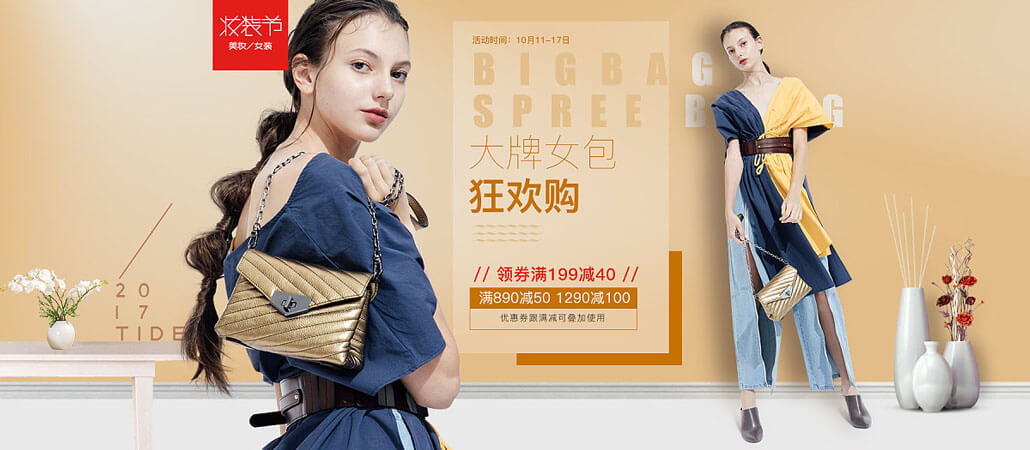 妆装节
美妆／女装
活动时间：10月11-17日
BIGBAG
SPREE B G
大牌女包
狂欢购
// 领券满199减40 //
满890减50 1290减100
优惠券跟满减可叠加使用
20
17
TIDE